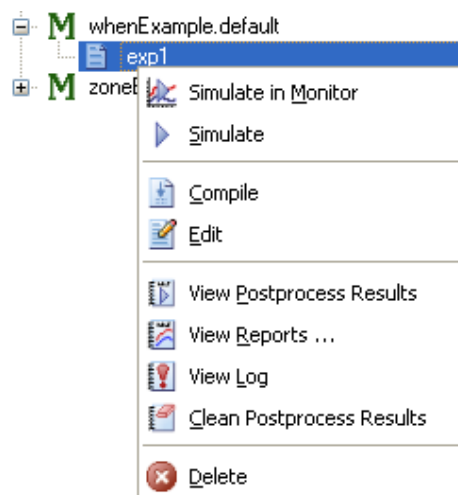 M whenExample.default
exp1
M zone
Simulate in Monitor
Simulate
Compile
Edit
View Postprocess Results
View Reports ...
View Log
Clean Postprocess Results
Delete